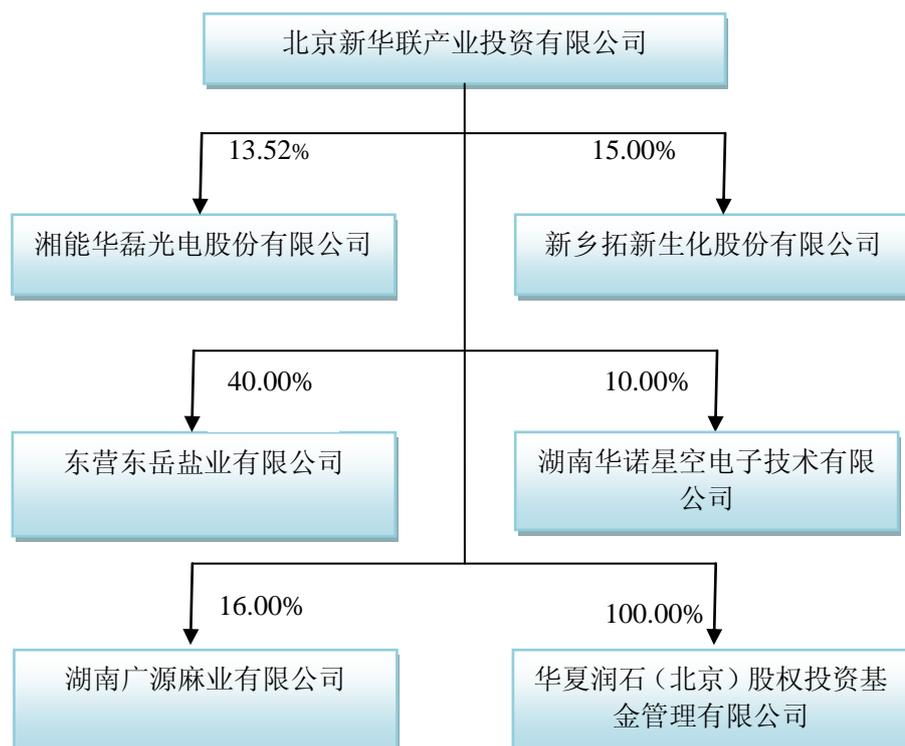 北京新华联产业投资有限公司
13.52%
15.00%
湘能华磊光电股份有限公司
新乡拓新生化股份有限公司
40.00%
10.00%
东营东岳盐业有限公司
湖南华诺星空电子技术有限
公司
16.00%
100.00%
湖南广源麻业有限公司
华夏润石（北京）股权投资基
金管理有限公司